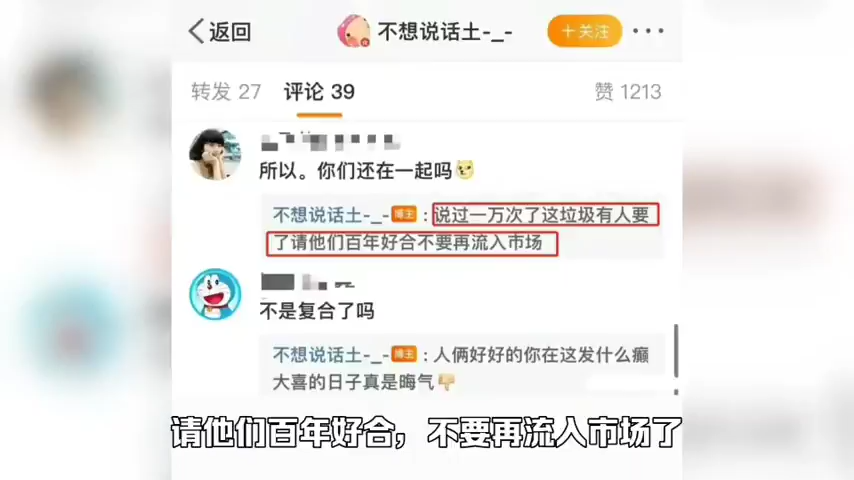 返回
不想说话土-_-
+关注
转发 27 评论 39
赞 1213
所以。你们还在一起吗
不想说话土-_- 博主：说过一万次了这垃圾有人要
了请他们百年好合不要再流入市场
不是复合了吗
不想说话土-_- 博主：人俩好好的你在这发什么癫
大喜的日子真是晦气
请他们百年好合，不要再流入市场了